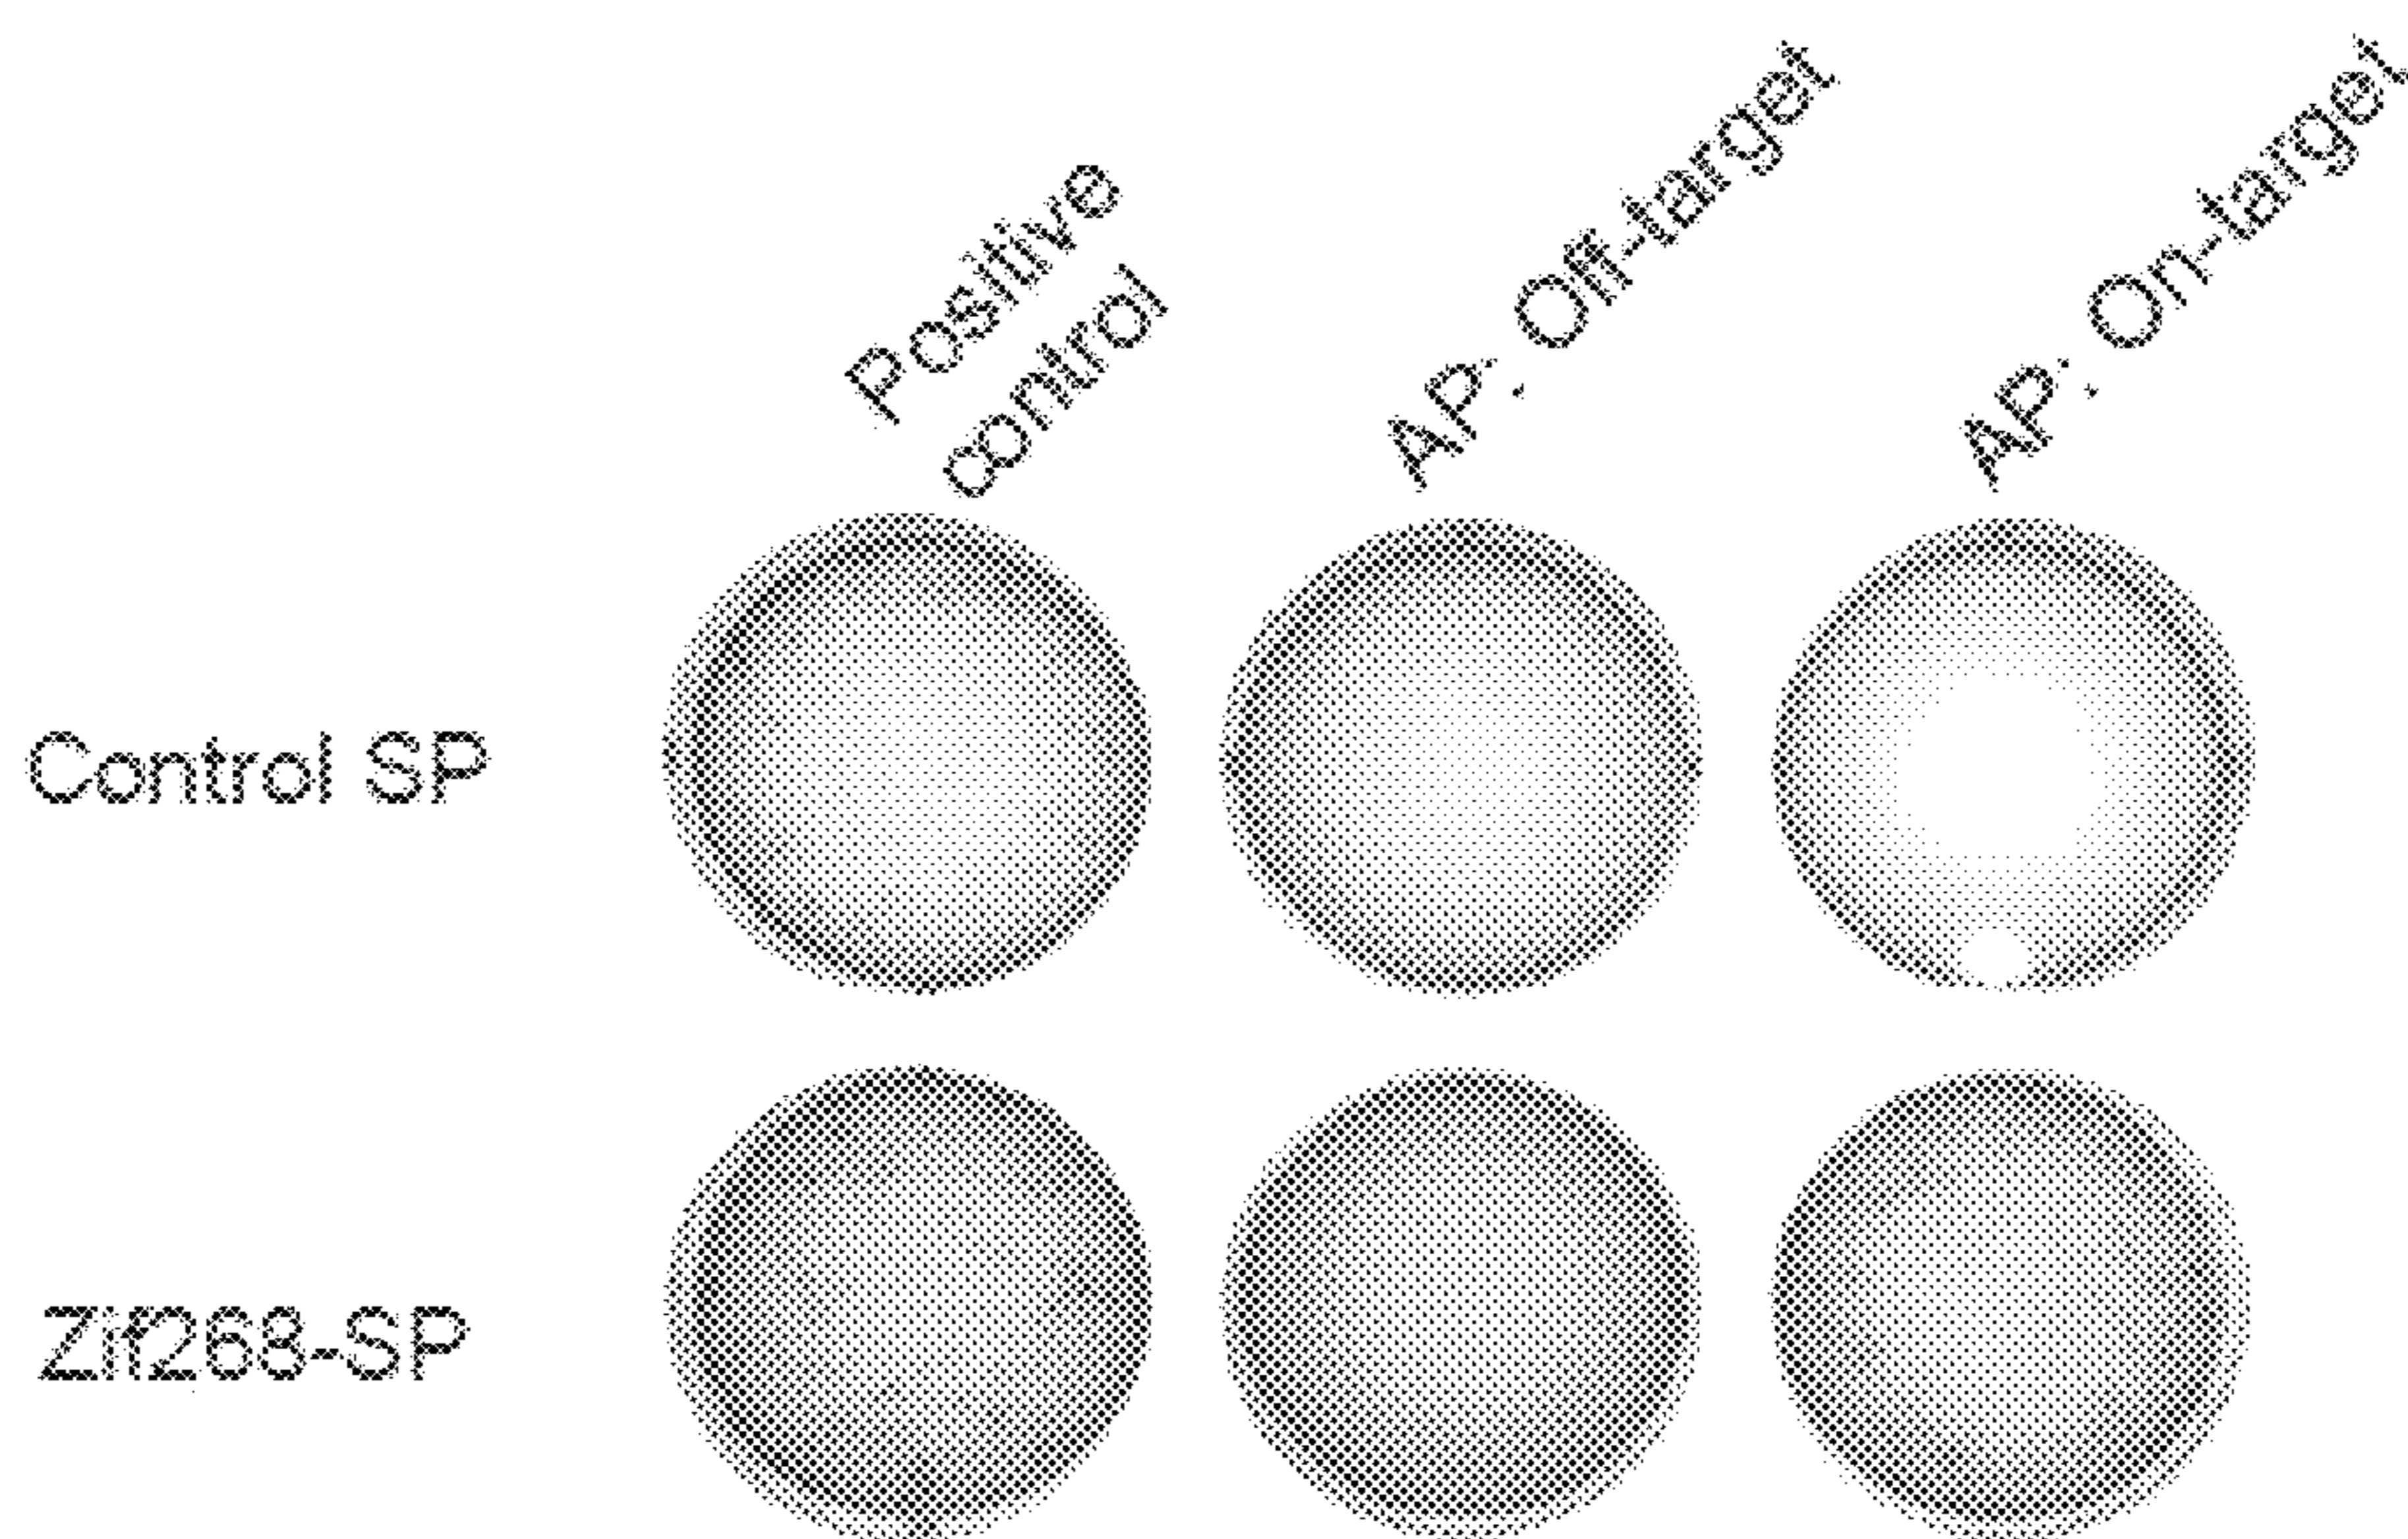 Positive
control
AP: Off-target
AP: On-target
Control SP
Zif268-SP